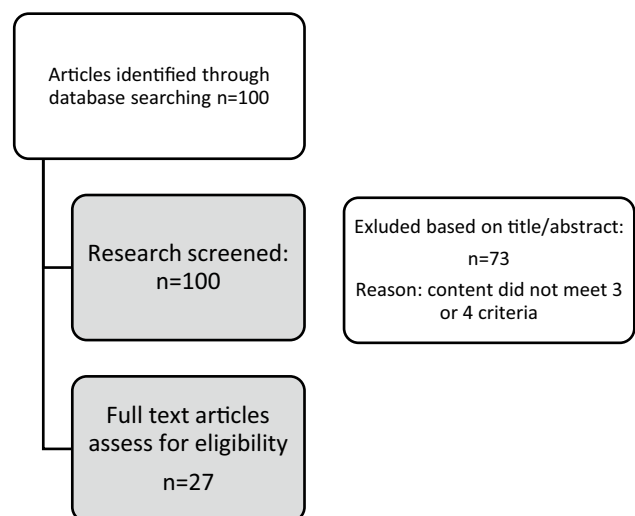 Articles identified through
database searching n=100
Research screened:
n=100
Exluded based on title/abstract:
n=73
Reason: content did not meet 3
or 4 criteria
Full text articles
assess for eligibility
n=27